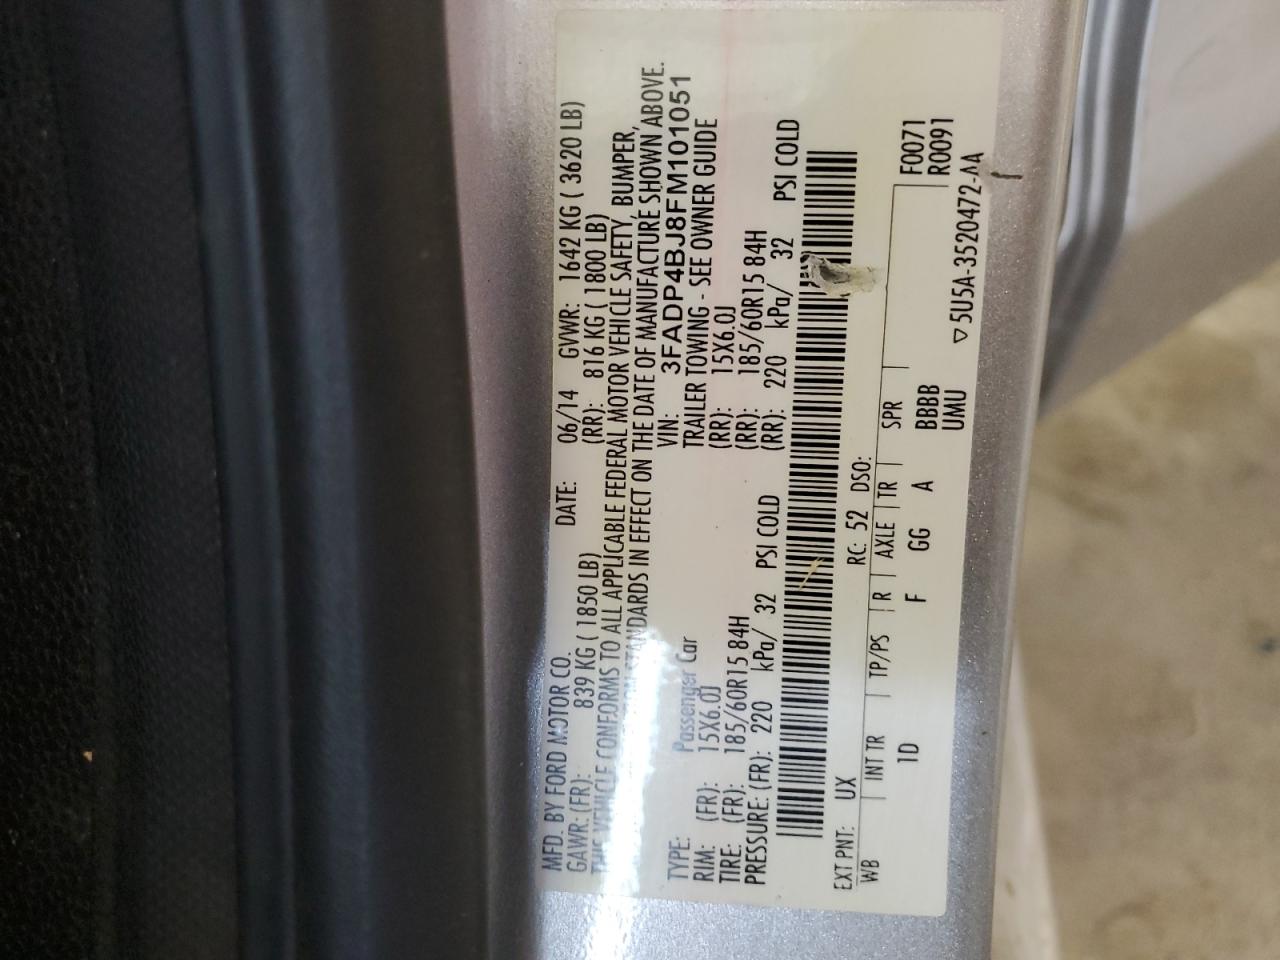 MFD. BY FORD MOTOR CO. DATE: 06/14 GVWR: 1642 KG ( 3620 LB)
GAWR: (FR): 839 KG ( 1850 LB) (RR): 816 KG ( 1800 LB)
THIS VEHICLE CONFORMS TO ALL APPLICABLE FEDERAL MOTOR VEHICLE SAFETY, BUMPER,
STANDARDS IN EFFECT ON THE DATE OF MANUFACTURE SHOWN ABOVE.
VIN: 3FADP4BJ8FM101051
TYPE: Passenger Car TRAILER TOWING - SEE OWNER GUIDE
RIM: (FR): 15X6.0J (RR): 15X6.0J
TIRE: (FR): 185/60R15 84H (RR): 185/60R15 84H
PRESSURE: (FR): 220 kPa/ 32 PSI COLD (RR): 220 kPa/ 32 PSI COLD
EXT PNT: UX RC: 52 DSO:
WB INT TR TP/PS R AXLE TR SPR F0071
1D F GG A BBBB R0091
UMU
▽ 5U5A-3520472-AA